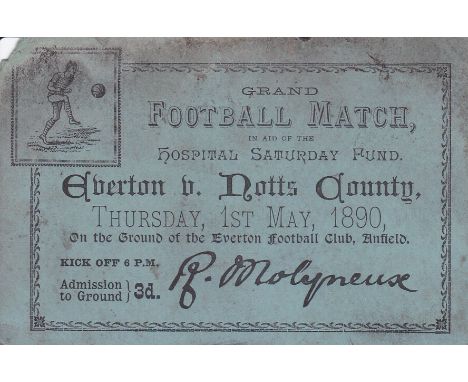 GRAND
FOOTBALL MATCH,
IN AID OF THE
HOSPITAL SATURDAY FUND.
Everton v. Notts County,
THURSDAY, 1ST MAY, 1890,
On the Ground of the Everton Football Club, Anfield.
KICK OFF 6 P.M.
Admission to Ground } 3d.
R. Molyneux